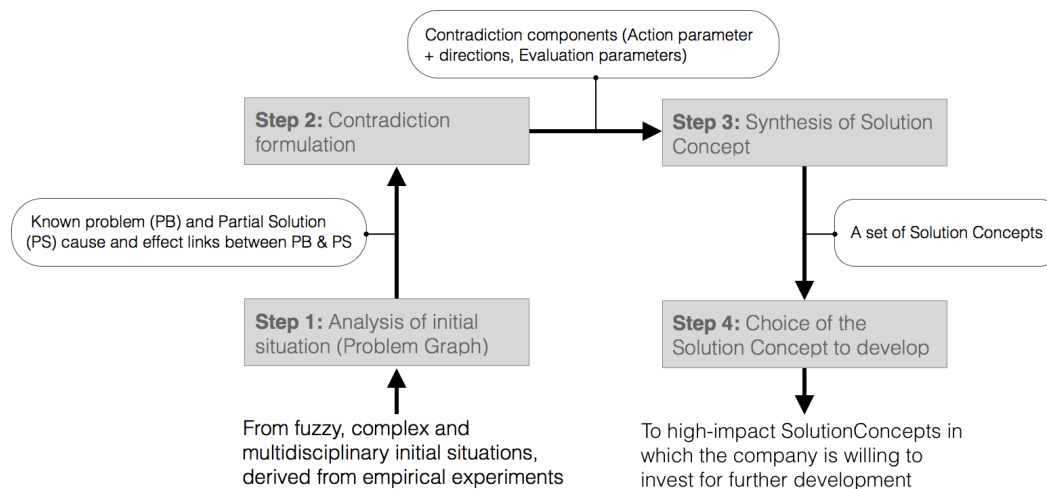 Contradiction components (Action parameter
+ directions, Evaluation parameters)
Step 2: Contradiction
formulation
Step 3: Synthesis of Solution
Concept
Known problem (PB) and Partial Solution
(PS) cause and effect links between PB & PS
A set of Solution Concepts
Step 1: Analysis of initial
situation (Problem Graph)
Step 4: Choice of the
Solution Concept to develop
From fuzzy, complex and
multidisciplinary initial situations,
derived from empirical experiments
To high-impact SolutionConcepts in
which the company is willing to
invest for further development